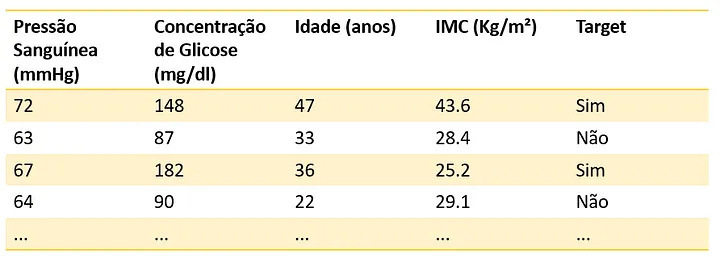 Pressão Sanguínea (mmHg) Concentração de Glicose (mg/dl) Idade (anos) IMC (Kg/m²) Target
72 148 47 43.6 Sim
63 87 33 28.4 Não
67 182 36 25.2 Sim
64 90 22 29.1 Não
... ... ... ... ...